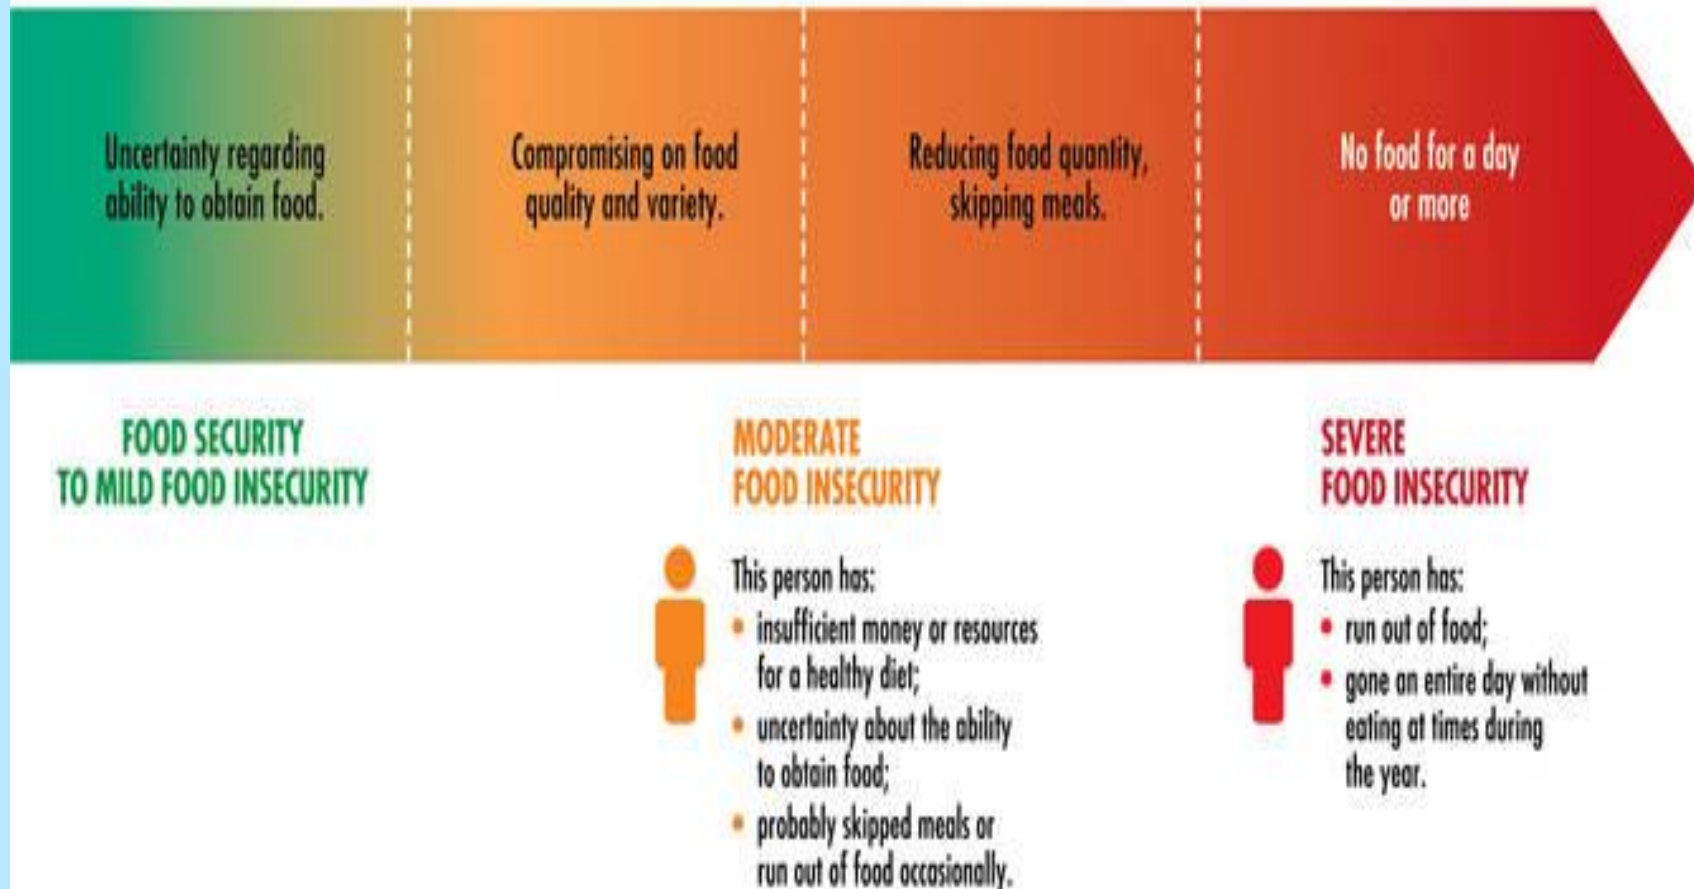 Uncertainty regarding
ability to obtain food.
Compromising on food
quality and variety.
Reducing food quantity,
skipping meals.
No food for a day
or more
FOOD SECURITY
TO MILD FOOD INSECURITY
MODERATE
FOOD INSECURITY
This person has:
• insufficient money or resources
for a healthy diet;
• uncertainty about the ability
to obtain food;
• probably skipped meals or
run out of food occasionally.
SEVERE
FOOD INSECURITY
This person has:
• run out of food;
• gone an entire day without
eating at times during
the year.